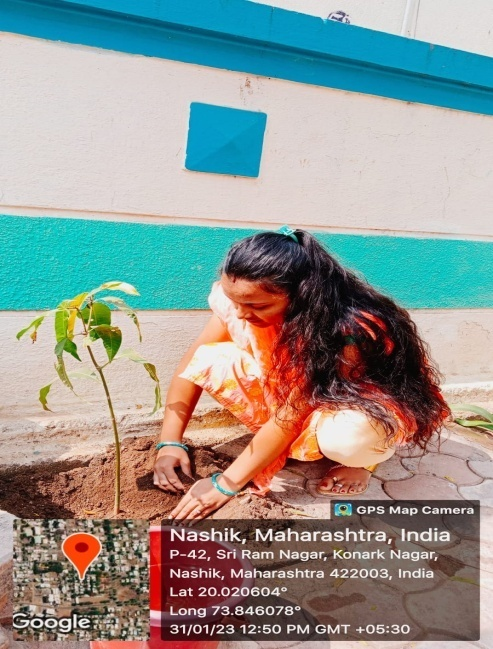 GPS Map Camera
Nashik, Maharashtra, India
P-42, Sri Ram Nagar, Konark Nagar,
Nashik, Maharashtra 422003, India
Lat 20.020604°
Long 73.846078°
31/01/23 12:50 PM GMT +05:30
Google